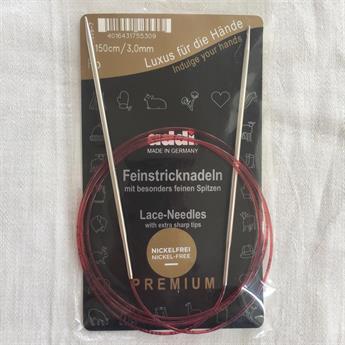 4016431755309
150cm/3,0mm
Luxus für die Hände
Indulge your hands
addi
MADE IN GERMANY
Feinstricknadeln
mit besonders feinen Spitzen
Lace-Needles
with extra sharp tips
NICKELFREI
NICKEL-FREE
PREMIUM